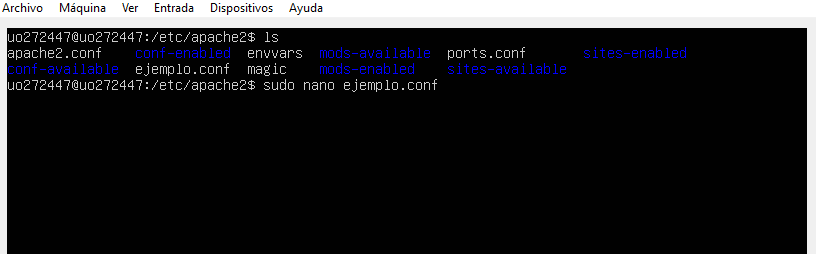 Archivo Máquina Ver Entrada Dispositivos Ayuda
uo272447@uo272447:/etc/apache2$ ls
apache2.conf conf-enabled envvars mods-available ports.conf sites-enabled
conf-available ejemplo.conf magic mods-enabled sites-available
uo272447@uo272447:/etc/apache2$ sudo nano ejemplo.conf